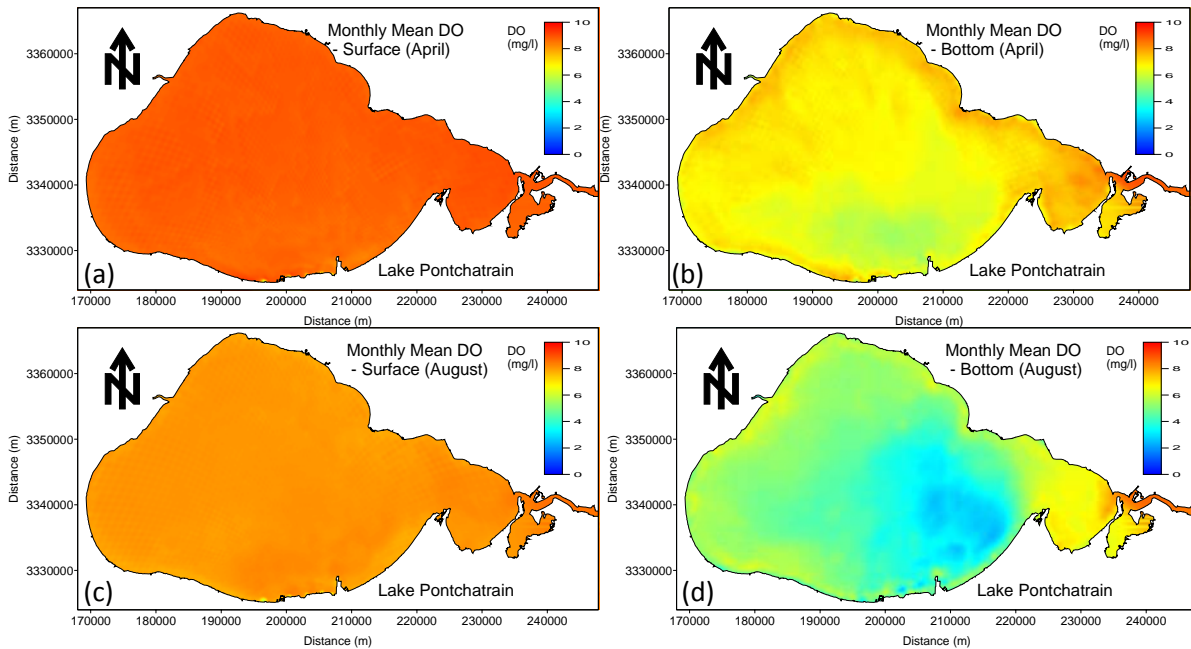 Monthly Mean DO
- Surface (April)
DO
(mg/l)
10
8
6
4
2
0
N
3360000
3350000
3340000
3330000
Distance (m)
(a)
Lake Pontchatrain
170000 180000 190000 200000 210000 220000 230000 240000
Distance (m)
Monthly Mean DO
- Bottom (April)
DO
(mg/l)
10
8
6
4
2
0
N
3360000
3350000
3340000
3330000
Distance (m)
(b)
Lake Pontchatrain
170000 180000 190000 200000 210000 220000 230000 240000
Distance (m)
Monthly Mean DO
- Surface (August)
DO
(mg/l)
10
8
6
4
2
0
N
3360000
3350000
3340000
3330000
Distance (m)
(c)
Lake Pontchatrain
170000 180000 190000 200000 210000 220000 230000 240000
Distance (m)
Monthly Mean DO
- Bottom (August)
DO
(mg/l)
10
8
6
4
2
0
N
3360000
3350000
3340000
3330000
Distance (m)
(d)
Lake Pontchatrain
170000 180000 190000 200000 210000 220000 230000 240000
Distance (m)